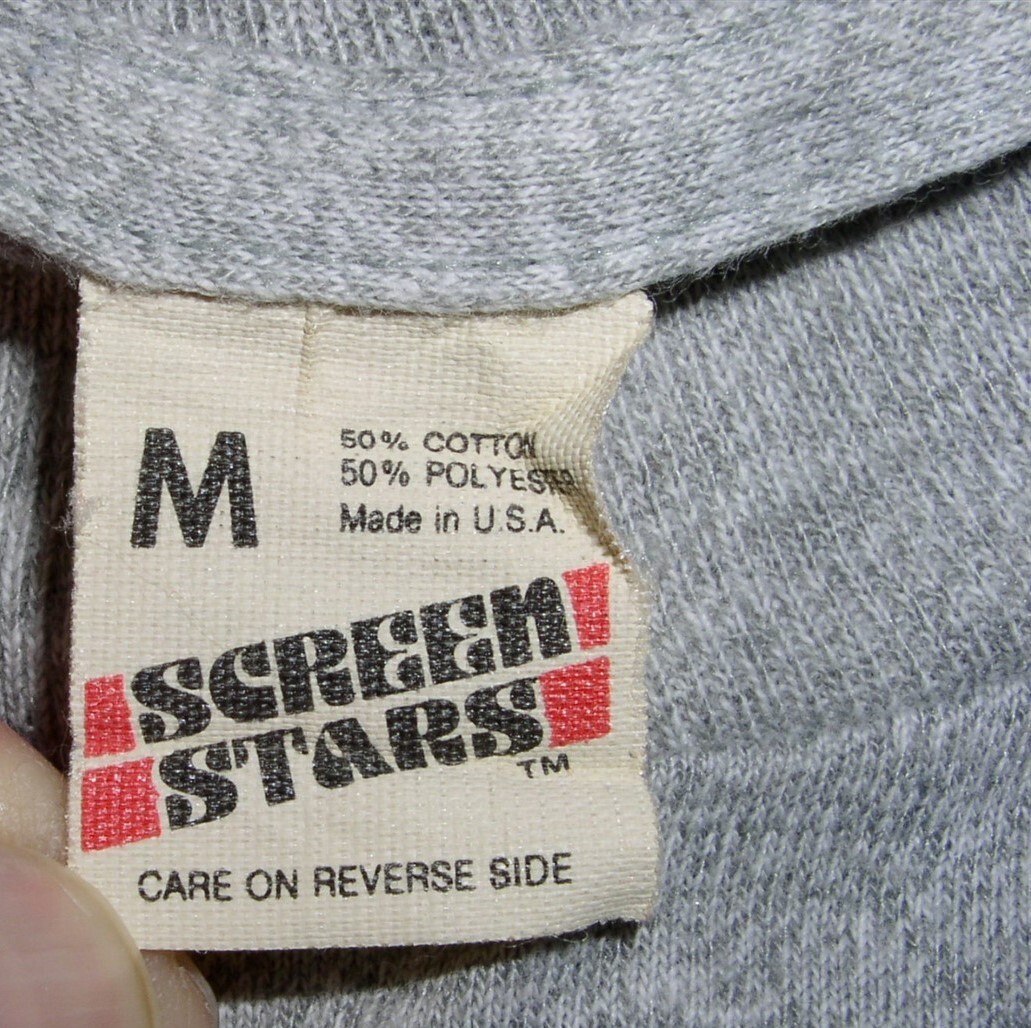 M
50% COTTON
50% POLYESTER
Made in U.S.A.
SCREEN
STARS
TM
CARE ON REVERSE SIDE